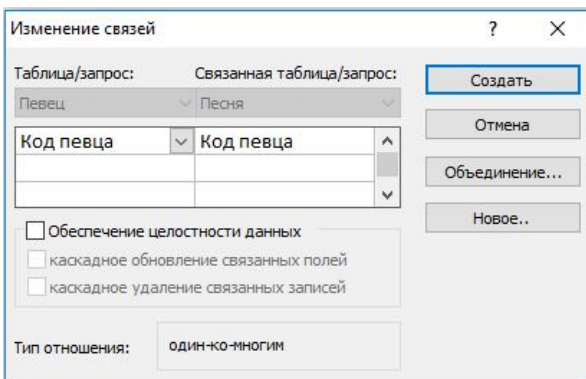 Изменение связей
?
Таблица/запрос: Связанная таблица/запрос:
Певец Песня
Код певца Код певца
Обеспечение целостности данных
каскадное обновление связанных полей
каскадное удаление связанных записей
Тип отношения: один-ко-многим
Создать
Отмена
Объединение...
Новое..